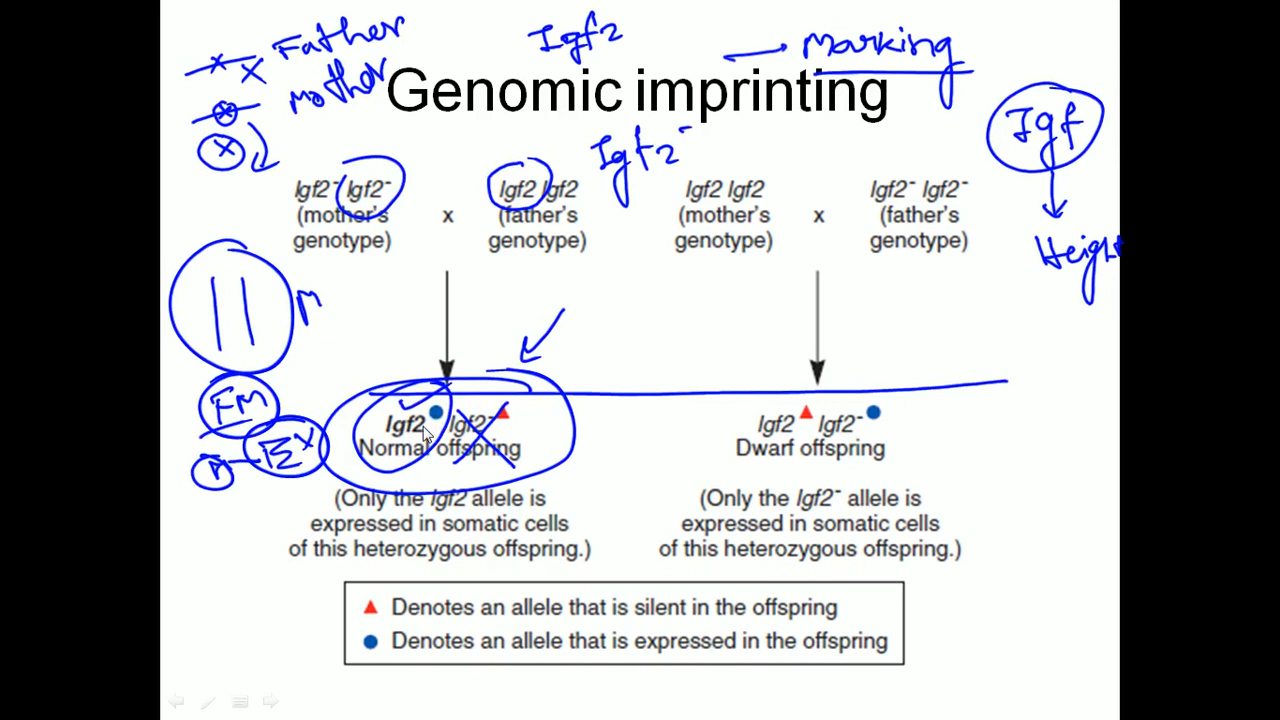 Father
Igf2
Marking
mother
Genomic imprinting
Igf
Igf2⁻
Igf2⁻ Igf2⁻
(mother's
genotype)
x
Igf2 Igf2
(father's
genotype)
Igf2 Igf2
(mother's
genotype)
x
Igf2⁻ Igf2⁻
(father's
genotype)
Height
M
FM
Igf2 Igf2⁻
Normal offspring
(Only the Igf2 allele is
expressed in somatic cells
of this heterozygous offspring.)
Igf2 Igf2⁻
Dwarf offspring
(Only the Igf2⁻ allele is
expressed in somatic cells
of this heterozygous offspring.)
Denotes an allele that is silent in the offspring
Denotes an allele that is expressed in the offspring